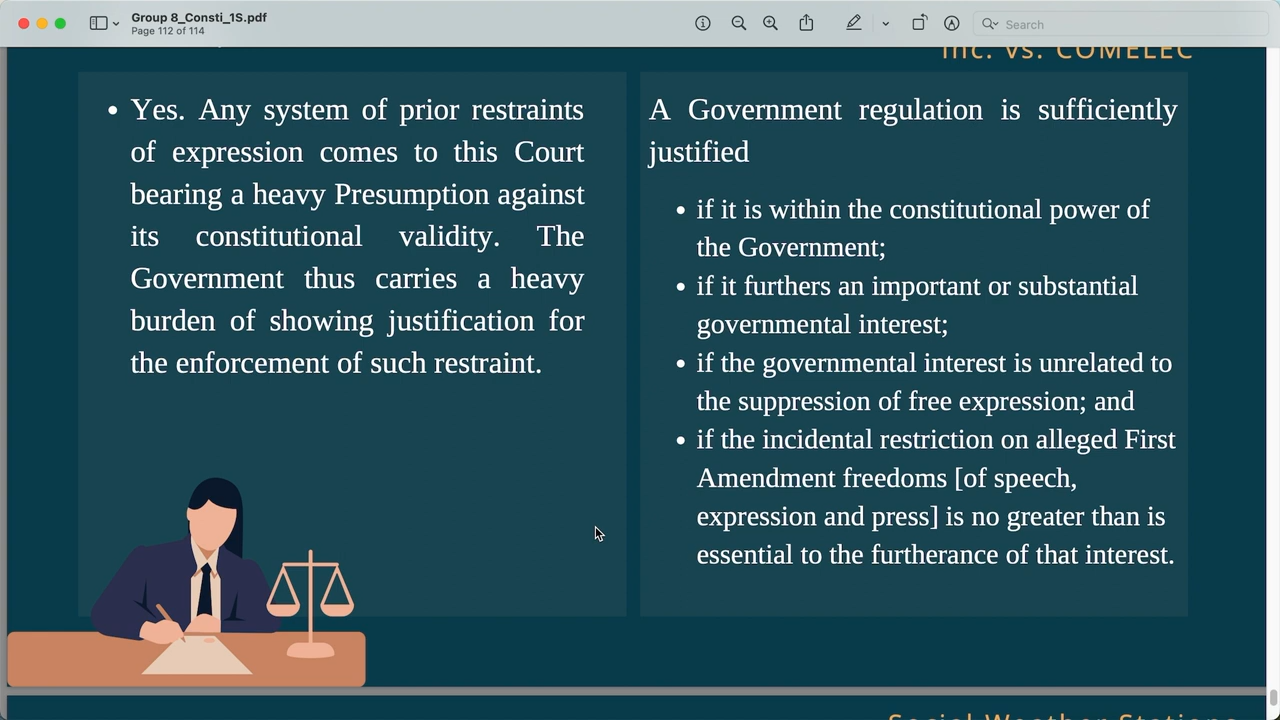 Group 8_Consti_1S.pdf
Page 112 of 114
Search
Inc. vs. COMELEC
• Yes. Any system of prior restraints
of expression comes to this Court
bearing a heavy Presumption against
its constitutional validity. The
Government thus carries a heavy
burden of showing justification for
the enforcement of such restraint.
A Government regulation is sufficiently
justified
• if it is within the constitutional power of
the Government;
• if it furthers an important or substantial
governmental interest;
• if the governmental interest is unrelated to
the suppression of free expression; and
• if the incidental restriction on alleged First
Amendment freedoms [of speech,
expression and press] is no greater than is
essential to the furtherance of that interest.
Social Weather Stations